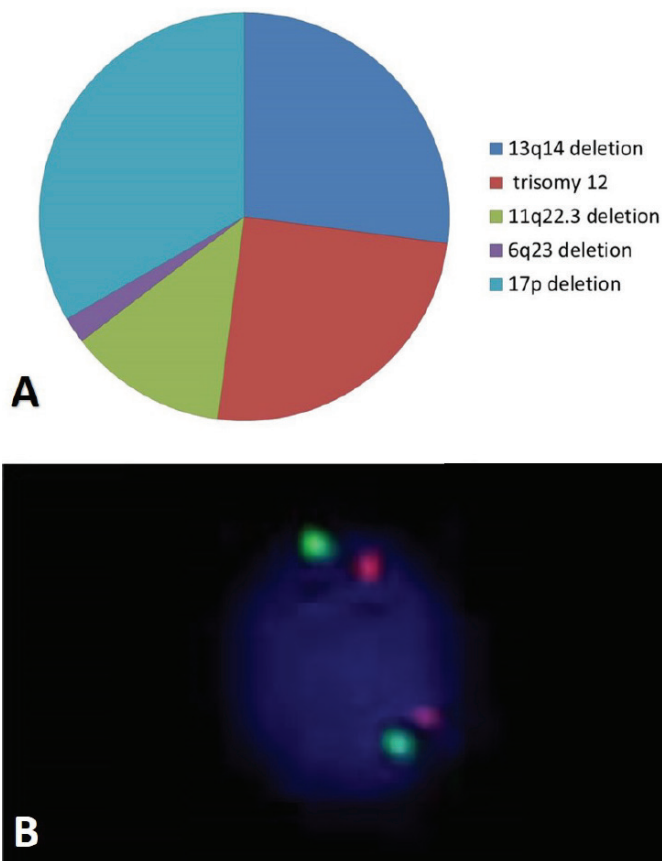 13q14 deletion
trisomy 12
11q22.3 deletion
6q23 deletion
17p deletion
A
B